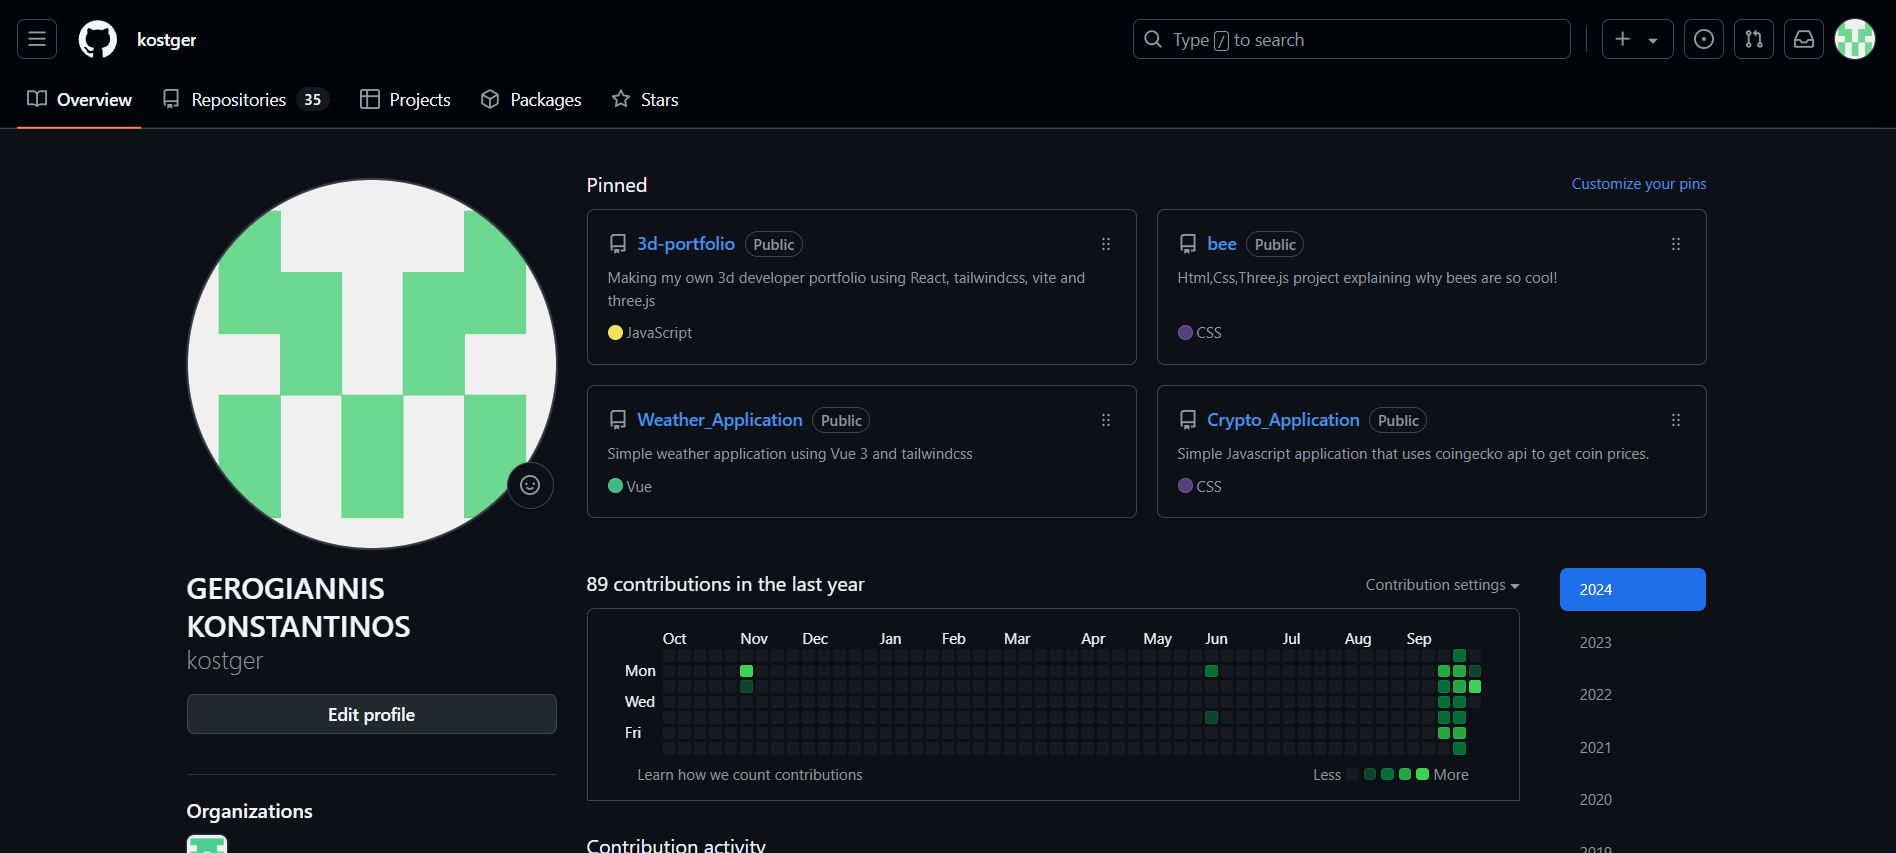 kostger
Type / to search
Overview
Repositories 35
Projects
Packages
Stars
GEROGIANNIS
KONSTANTINOS
kostger
Edit profile
Organizations
Pinned
Customize your pins
3d-portfolio Public
Making my own 3d developer portfolio using React, tailwindcss, vite and
three.js
JavaScript
bee Public
Html,Css,Three.js project explaining why bees are so cool!
CSS
Weather_Application Public
Simple weather application using Vue 3 and tailwindcss
Vue
Crypto_Application Public
Simple Javascript application that uses coingecko api to get coin prices.
CSS
89 contributions in the last year
Contribution settings
Oct Nov Dec Jan Feb Mar Apr May Jun Jul Aug Sep
Mon
Wed
Fri
Learn how we count contributions
Less More
2024
2023
2022
2021
2020
2019
Contribution activity